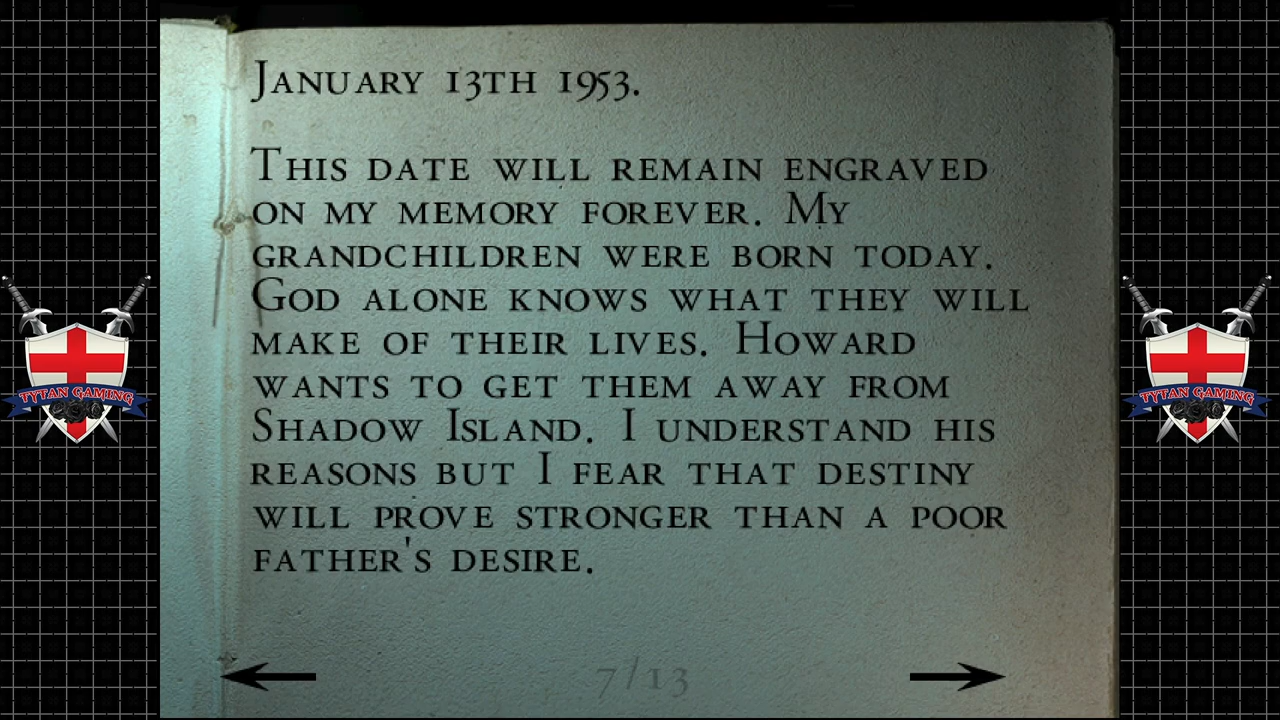 January 13th 1953.
This date will remain engraved
on my memory forever. My
grandchildren were born today.
God alone knows what they will
make of their lives. Howard
wants to get them away from
Shadow Island. I understand his
reasons but I fear that destiny
will prove stronger than a poor
father's desire.
7/13
TYTAN GAMING
TYTAN GAMING